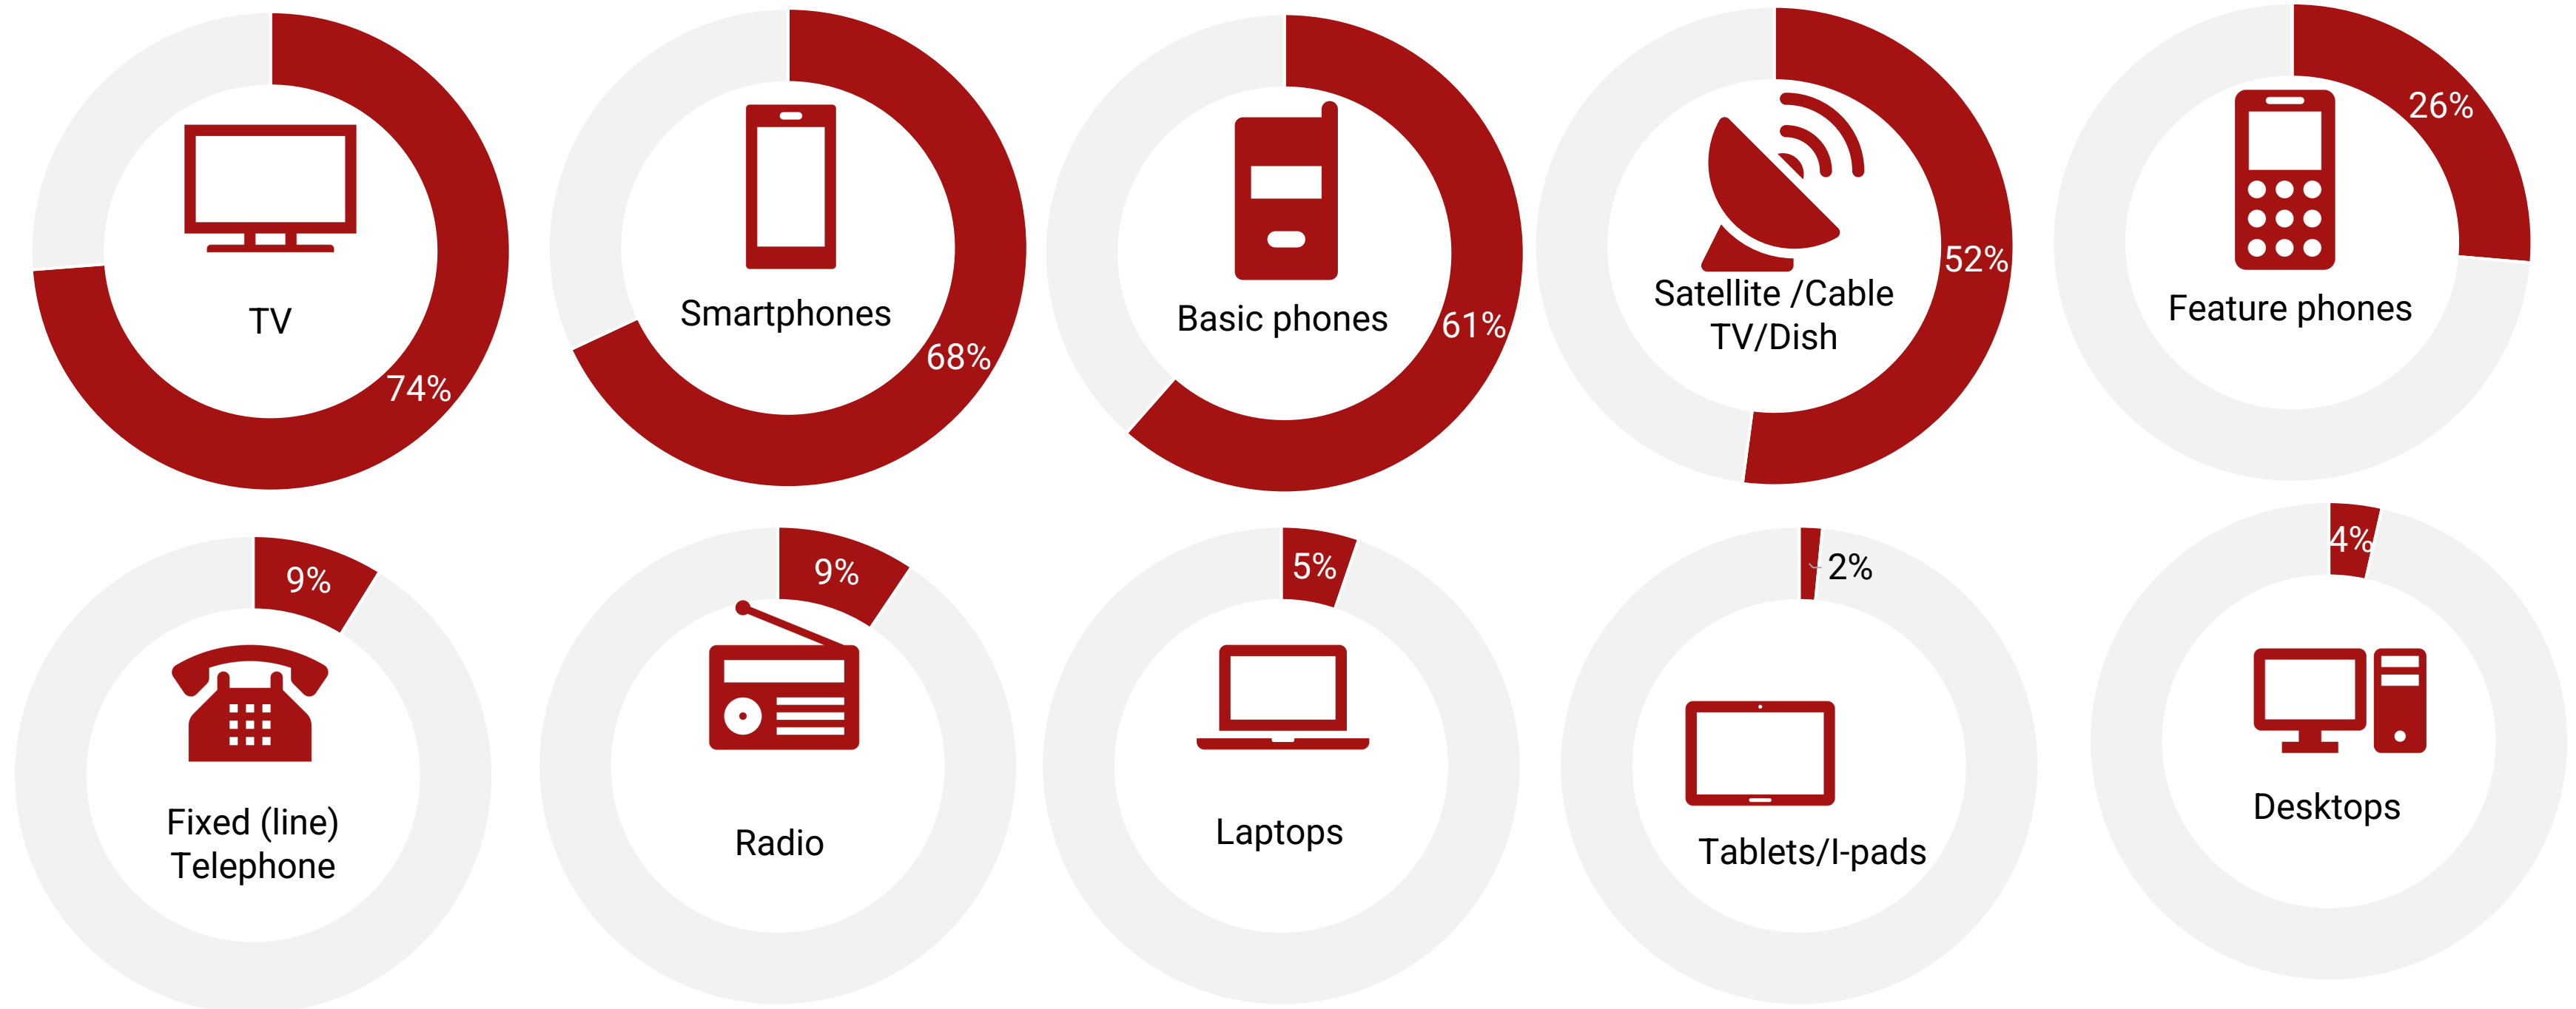 TV
74%
Smartphones
68%
Basic phones
61%
Satellite /Cable
TV/Dish
52%
Feature phones
26%
Fixed (line)
Telephone
9%
Radio
9%
Laptops
5%
Tablets/I-pads
2%
Desktops
4%